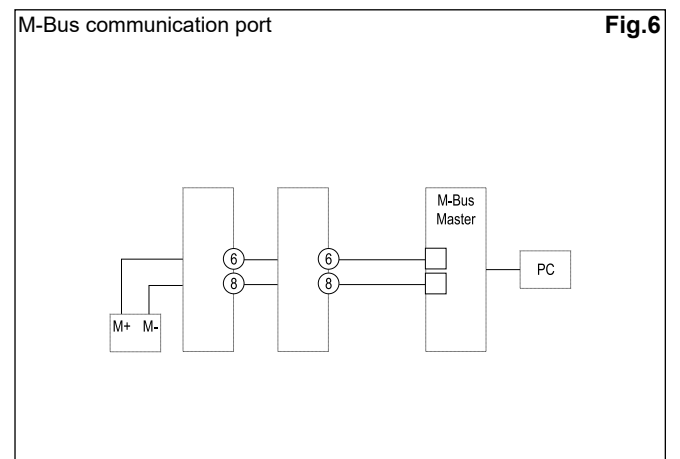 M-Bus communication port
Fig.6
M-Bus
Master
6
6
8
8
PC
M+ M-